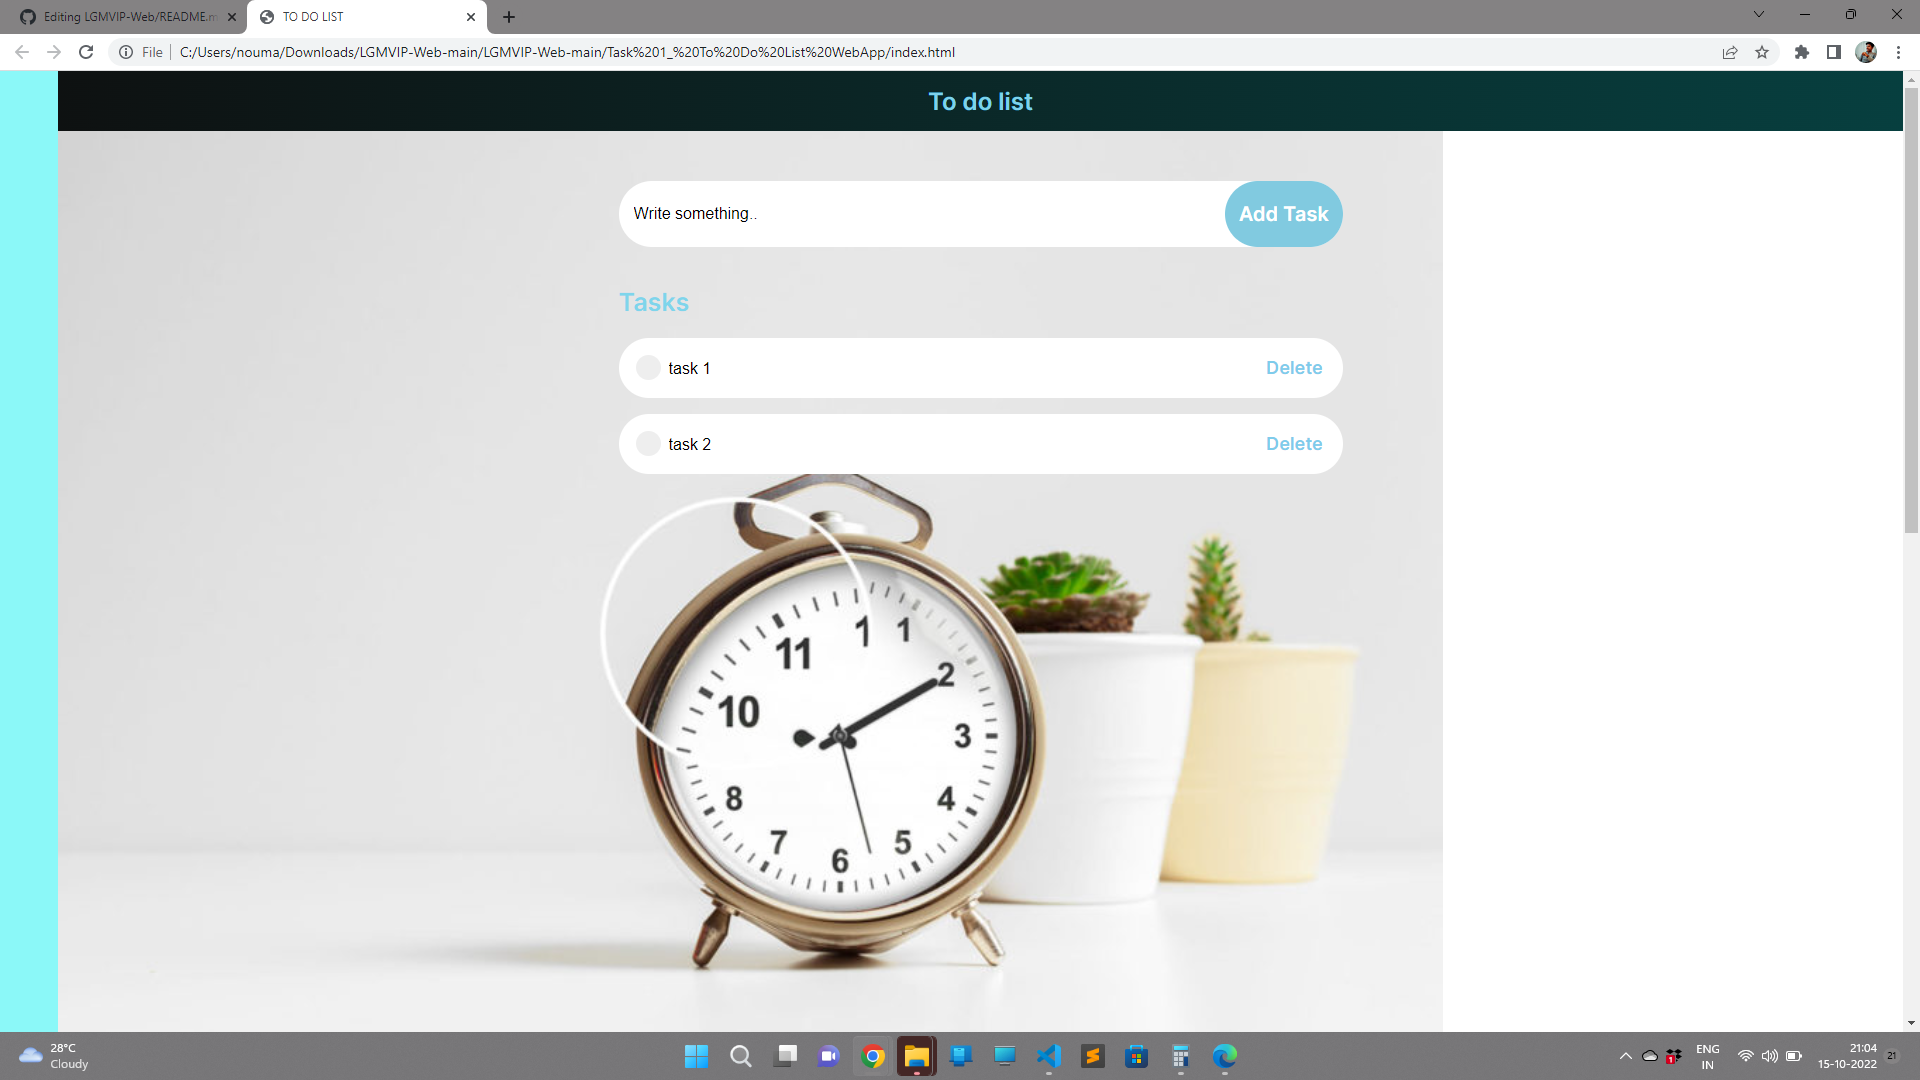 Editing LGMVIP-Web/README.m
TO DO LIST
File
C:/Users/nouma/Downloads/LGMVIP-Web-main/LGMVIP-Web-main/Task%201_%20To%20Do%20List%20WebApp/index.html
To do list
Write something..
Add Task
Tasks
task 1
Delete
task 2
Delete
11
1
1
10
2
3
8
4
7
5
6
28°C
Cloudy
1
ENG
IN
21:04
15-10-2022
21